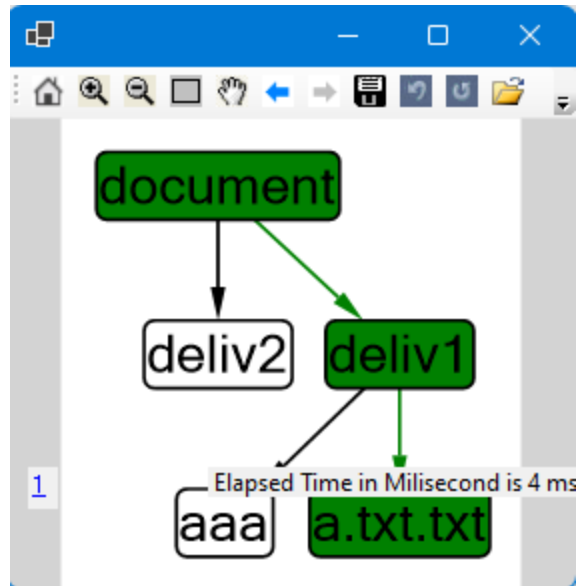 document
deliv2 deliv1
1 Elapsed Time in Milisecond is 4 ms
aaa a.txt.txt